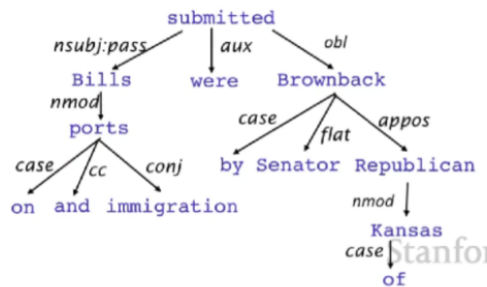 submitted
nsubj:pass aux obl
Bills were Brownback
nmod case flat appos
ports
case cc conj by Senator Republican
on and immigration nmod
Kansas
case Stanfor
of